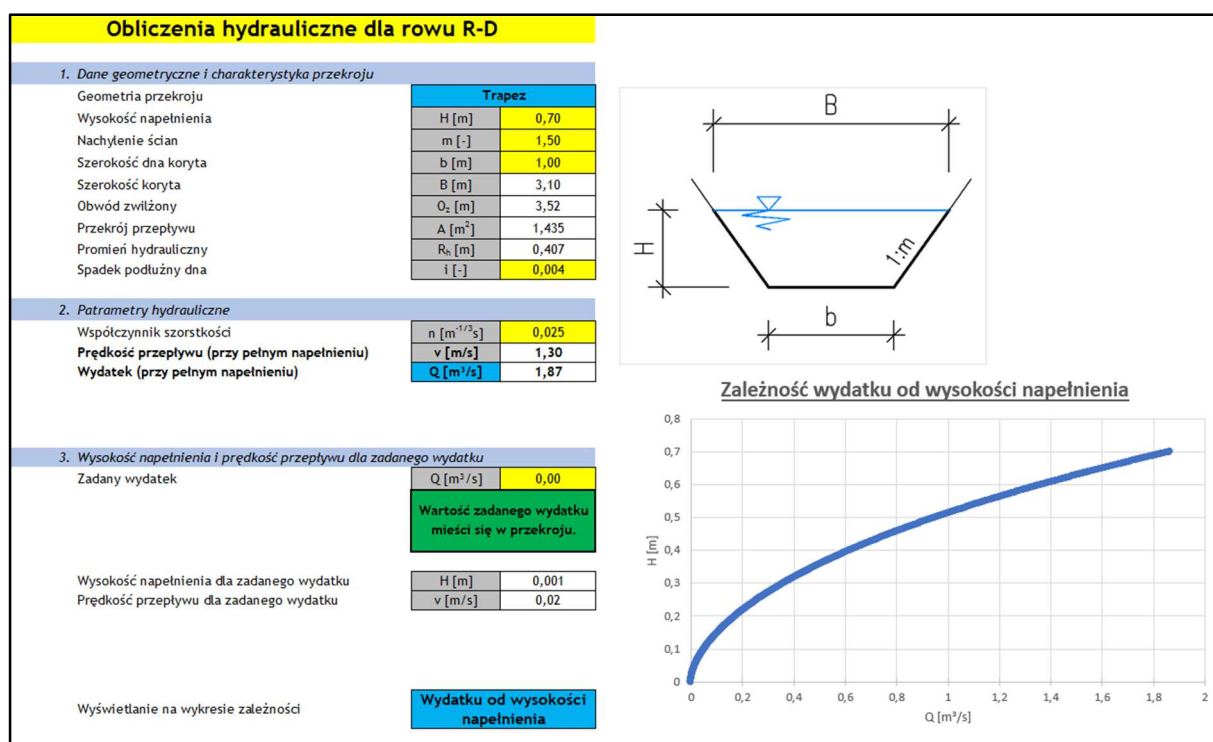 Obliczenia hydrauliczne dla rowu R-D
1. Dane geometryczne i charakterystyka przekroju
Geometria przekroju Trapez
Wysokość napełnienia H [m] 0,70
Nachylenie ścian m [-] 1,50
Szerokość dna koryta b [m] 1,00
Szerokość koryta B [m] 3,10
Obwód zwilżony Oz [m] 3,52
Przekrój przepływu A [m²] 1,435
Promień hydrauliczny Rh [m] 0,407
Spadek podłużny dna i [-] 0,004
2. Patrametry hydrauliczne
Współczynnik szorstkości n [m⁻¹/³s] 0,025
Prędkość przepływu (przy pełnym napełnieniu) v [m/s] 1,30
Wydatek (przy pełnym napełnieniu) Q [m³/s] 1,87
3. Wysokość napełnienia i prędkość przepływu dla zadanego wydatku
Zadany wydatek Q [m³/s] 0,00
Wartość zadanego wydatku
mieści się w przekroju.
Wysokość napełnienia dla zadanego wydatku H [m] 0,001
Prędkość przepływu dla zadanego wydatku v [m/s] 0,02
Wyświetlanie na wykresie zależności
Wydatku od wysokości
napełnienia
B
H
1:m
b
Zależność wydatku od wysokości napełnienia
0,8
0,7
0,6
0,5
0,4
0,3
0,2
0,1
0
H [m]
0 0,2 0,4 0,6 0,8 1 1,2 1,4 1,6 1,8 2
Q [m³/s]